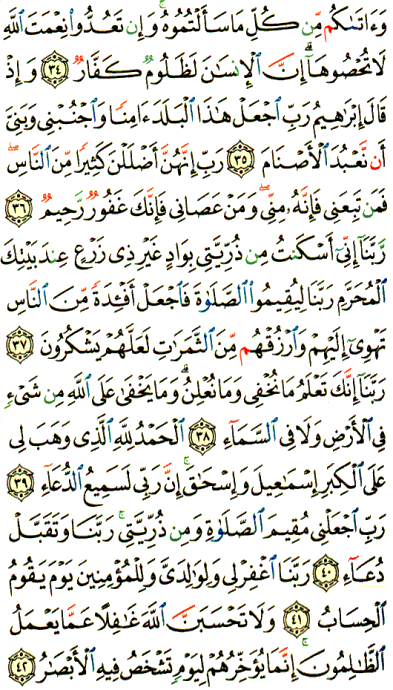 وَءَاتَىٰكُم مِّن كُلِّ مَا سَأَلْتُمُوهُ ۚ وَإِن تَعُدُّوا۟ نِعْمَتَ ٱللَّهِ
لَا تُحْصُوهَآ ۗ إِنَّ ٱلْإِنسَـٰنَ لَظَلُومٌ كَفَّارٌ ﴿٣٤﴾ وَإِذْ
قَالَ إِبْرَٰهِيمُ رَبِّ ٱجْعَلْ هَـٰذَا ٱلْبَلَدَ ءَامِنًا وَٱجْنُبْنِى وَبَنِىَّ
أَن نَّعْبُدَ ٱلْأَصْنَامَ ﴿٣٥﴾ رَبِّ إِنَّهُنَّ أَضْلَلْنَ كَثِيرًا مِّنَ ٱلنَّاسِ ۖ
فَمَن تَبِعَنِى فَإِنَّهُۥ مِنِّى ۖ وَمَنْ عَصَانِى فَإِنَّكَ غَفُورٌ رَّحِيمٌ ﴿٣٦﴾
رَّبَّنَآ إِنِّىٓ أَسْكَنتُ مِن ذُرِّيَّتِى بِوَادٍ غَيْرِ ذِى زَرْعٍ عِندَ بَيْتِكَ
ٱلْمُحَرَّمِ رَبَّنَا لِيُقِيمُوا۟ ٱلصَّلَوٰةَ فَٱجْعَلْ أَفْـِٔدَةً مِّنَ ٱلنَّاسِ
تَهْوِىٓ إِلَيْهِمْ وَٱرْزُقْهُم مِّنَ ٱلثَّمَرَٰتِ لَعَلَّهُمْ يَشْكُرُونَ ﴿٣٧﴾
رَبَّنَآ إِنَّكَ تَعْلَمُ مَا نُخْفِى وَمَا نُعْلِنُ ۗ وَمَا يَخْفَىٰ عَلَى ٱللَّهِ مِن شَىْءٍ
فِى ٱلْأَرْضِ وَلَا فِى ٱلسَّمَآءِ ﴿٣٨﴾ ٱلْحَمْدُ لِلَّهِ ٱلَّذِى وَهَبَ لِى
عَلَى ٱلْكِبَرِ إِسْمَـٰعِيلَ وَإِسْحَـٰقَ ۚ إِنَّ رَبِّى لَسَمِيعُ ٱلدُّعَآءِ ﴿٣٩﴾
رَبِّ ٱجْعَلْنِى مُقِيمَ ٱلصَّلَوٰةِ وَمِن ذُرِّيَّتِى ۚ رَبَّنَا وَتَقَبَّلْ
دُعَآءِ ﴿٤٠﴾ رَبَّنَا ٱغْفِرْ لِى وَلِوَٰلِدَىَّ وَلِلْمُؤْمِنِينَ يَوْمَ يَقُومُ
ٱلْحِسَابُ ﴿٤١﴾ وَلَا تَحْسَبَنَّ ٱللَّهَ غَـٰفِلًا عَمَّا يَعْمَلُ
ٱلظَّـٰلِمُونَ ۚ إِنَّمَا يُؤَخِّرُهُمْ لِيَوْمٍ تَشْخَصُ فِيهِ ٱلْأَبْصَـٰرُ ﴿٤٢﴾